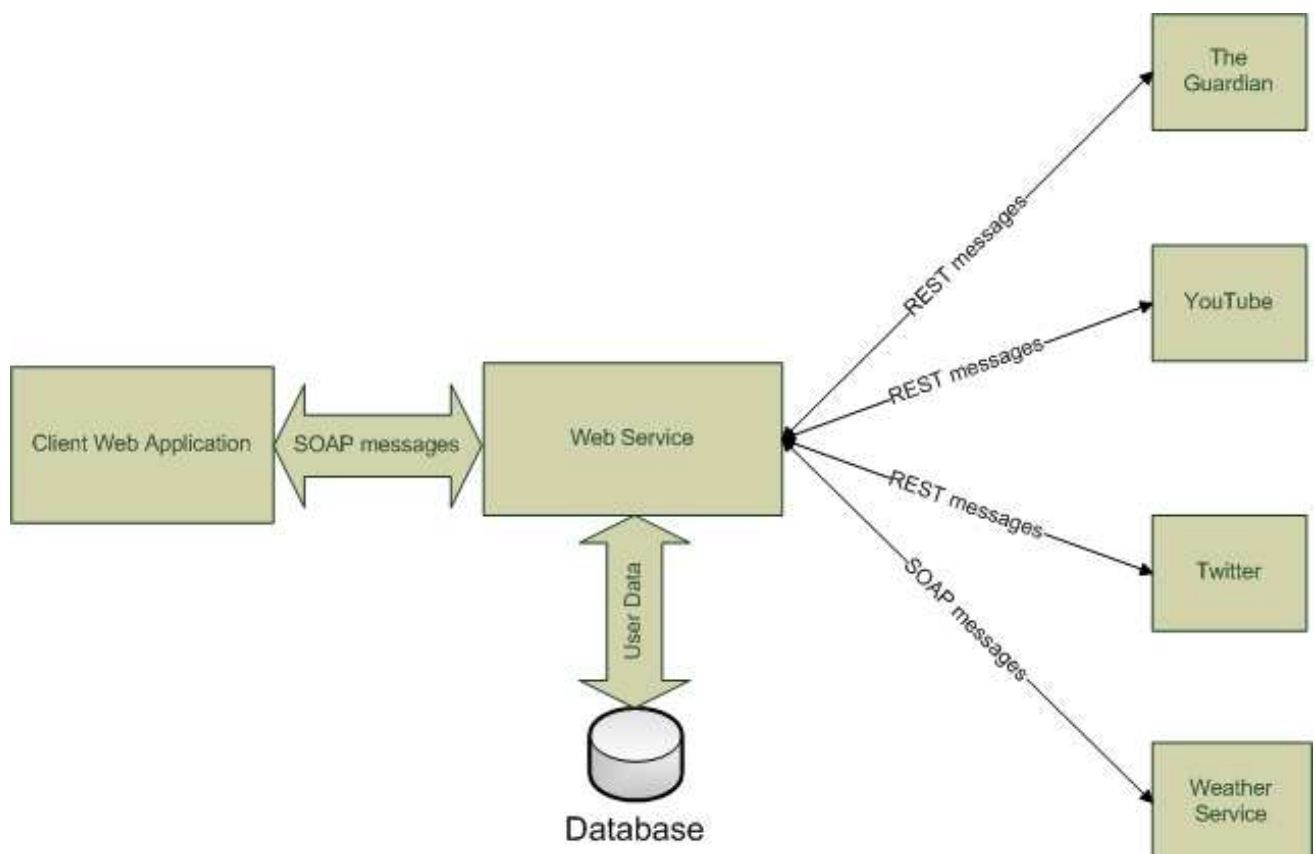 The
Guardian
REST messages
YouTube
REST messages
Client Web Application
SOAP messages
Web Service
REST messages
Twitter
SOAP messages
User Data
Weather
Service
Database